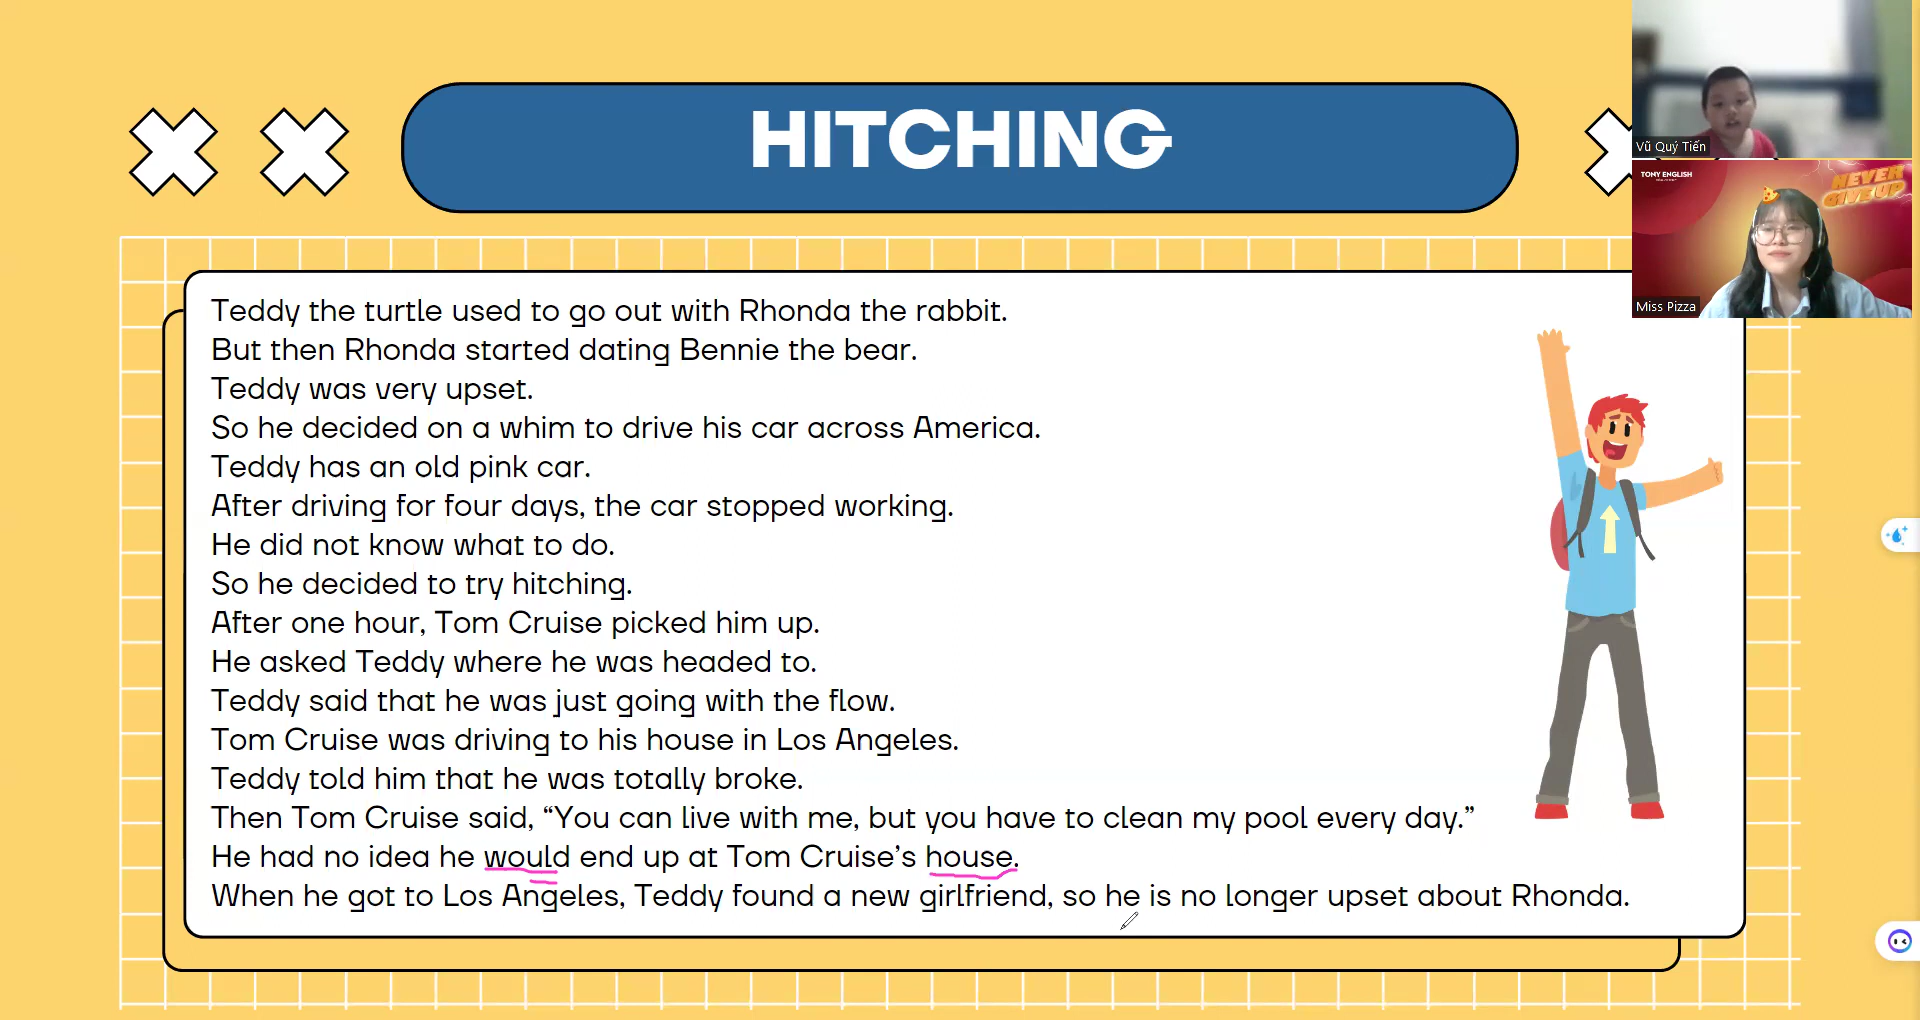 HITCHING
Vũ Quý Tiến
TONY ENGLISH
NEVER
GIVE UP
Miss Pizza
Teddy the turtle used to go out with Rhonda the rabbit.
But then Rhonda started dating Bennie the bear.
Teddy was very upset.
So he decided on a whim to drive his car across America.
Teddy has an old pink car.
After driving for four days, the car stopped working.
He did not know what to do.
So he decided to try hitching.
After one hour, Tom Cruise picked him up.
He asked Teddy where he was headed to.
Teddy said that he was just going with the flow.
Tom Cruise was driving to his house in Los Angeles.
Teddy told him that he was totally broke.
Then Tom Cruise said, “You can live with me, but you have to clean my pool every day.”
He had no idea he would end up at Tom Cruise’s house.
When he got to Los Angeles, Teddy found a new girlfriend, so he is no longer upset about Rhonda.